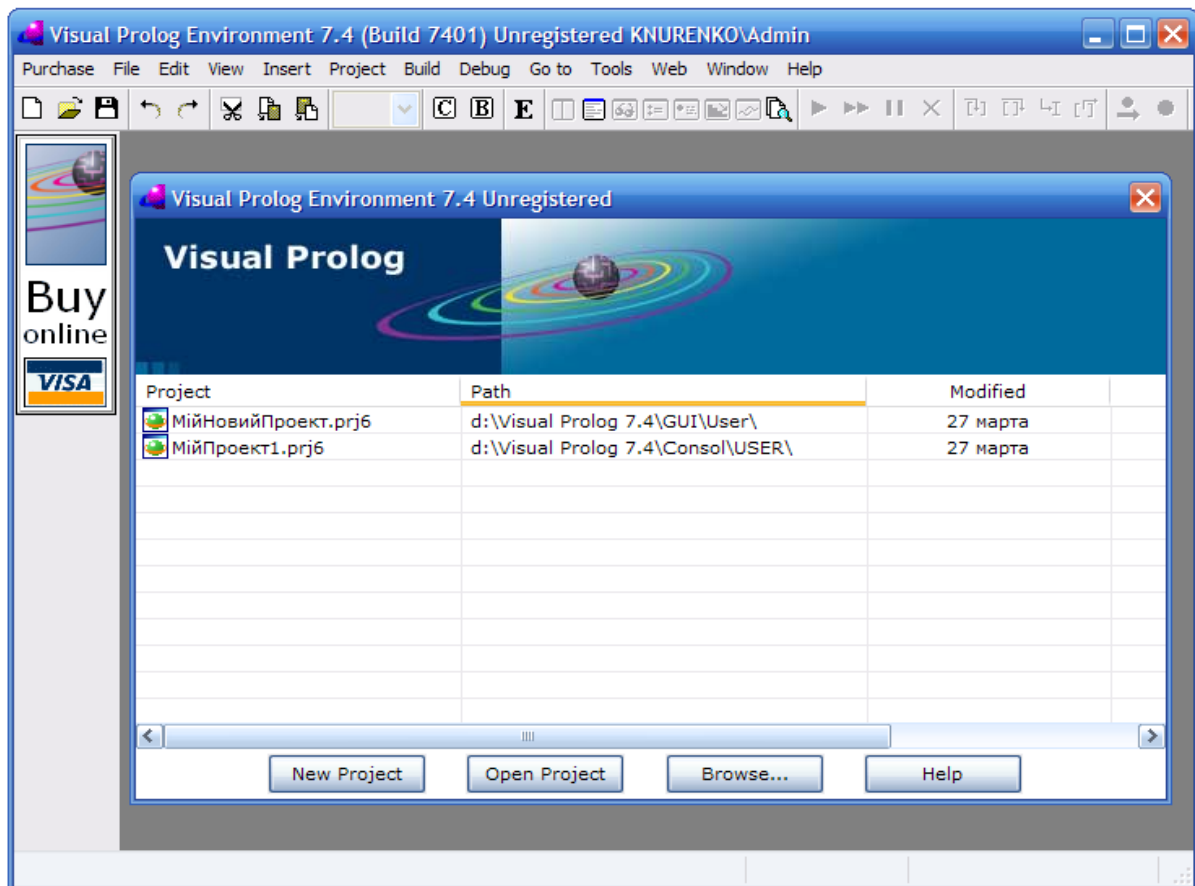 Visual Prolog Environment 7.4 (Build 7401) Unregistered KNURENKO\Admin
Purchase File Edit View Insert Project Build Debug Go to Tools Web Window Help
C B E
Visual Prolog Environment 7.4 Unregistered
Visual Prolog
Buy
online
VISA
Project Path Modified
МійНовийПроект.prj6 d:\Visual Prolog 7.4\GUI\User\ 27 марта
МійПроект1.prj6 d:\Visual Prolog 7.4\Consol\USER\ 27 марта
New Project Open Project Browse... Help